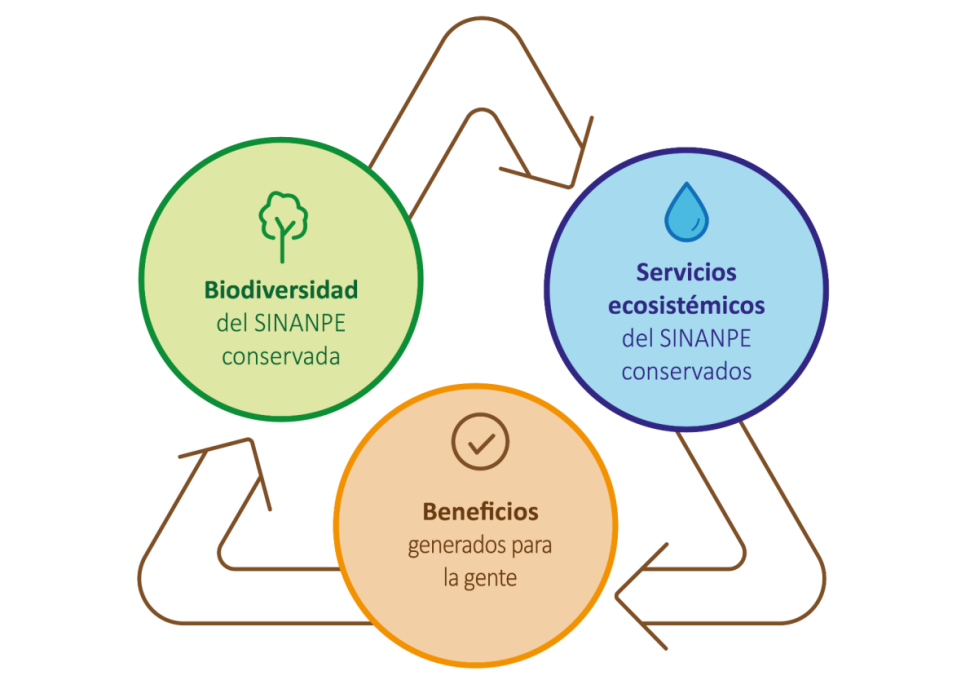 Biodiversidad
del SINANPE
conservada
Servicios
ecosistémicos
del SINANPE
conservados
Beneficios
generados para
la gente